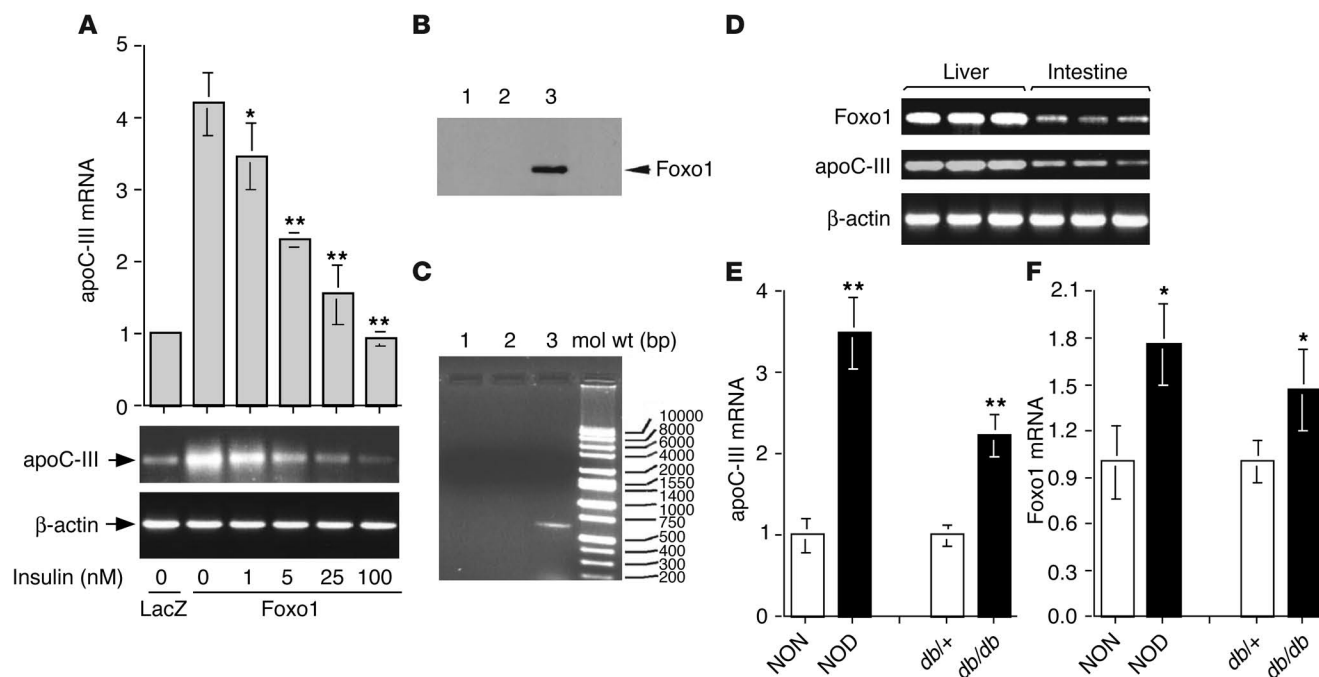 A
5
4
3
2
1
0
apoC-III mRNA
*
**
**
**
apoC-III
β-actin
Insulin (nM) 0 0 1 5 25 100
LacZ Foxo1
B
1 2 3
Foxo1
C
1 2 3 mol wt (bp)
10000
8000
6000
4000
2000
1550
1400
1000
750
500
400
300
200
D
Liver Intestine
Foxo1
apoC-III
β-actin
E
4
3
2
1
0
apoC-III mRNA
**
**
NON NOD db/+ db/db
F
2.1
1.8
1.5
1.2
0.9
0.6
0.3
0.0
Foxo1 mRNA
*
*
NON NOD db/+ db/db